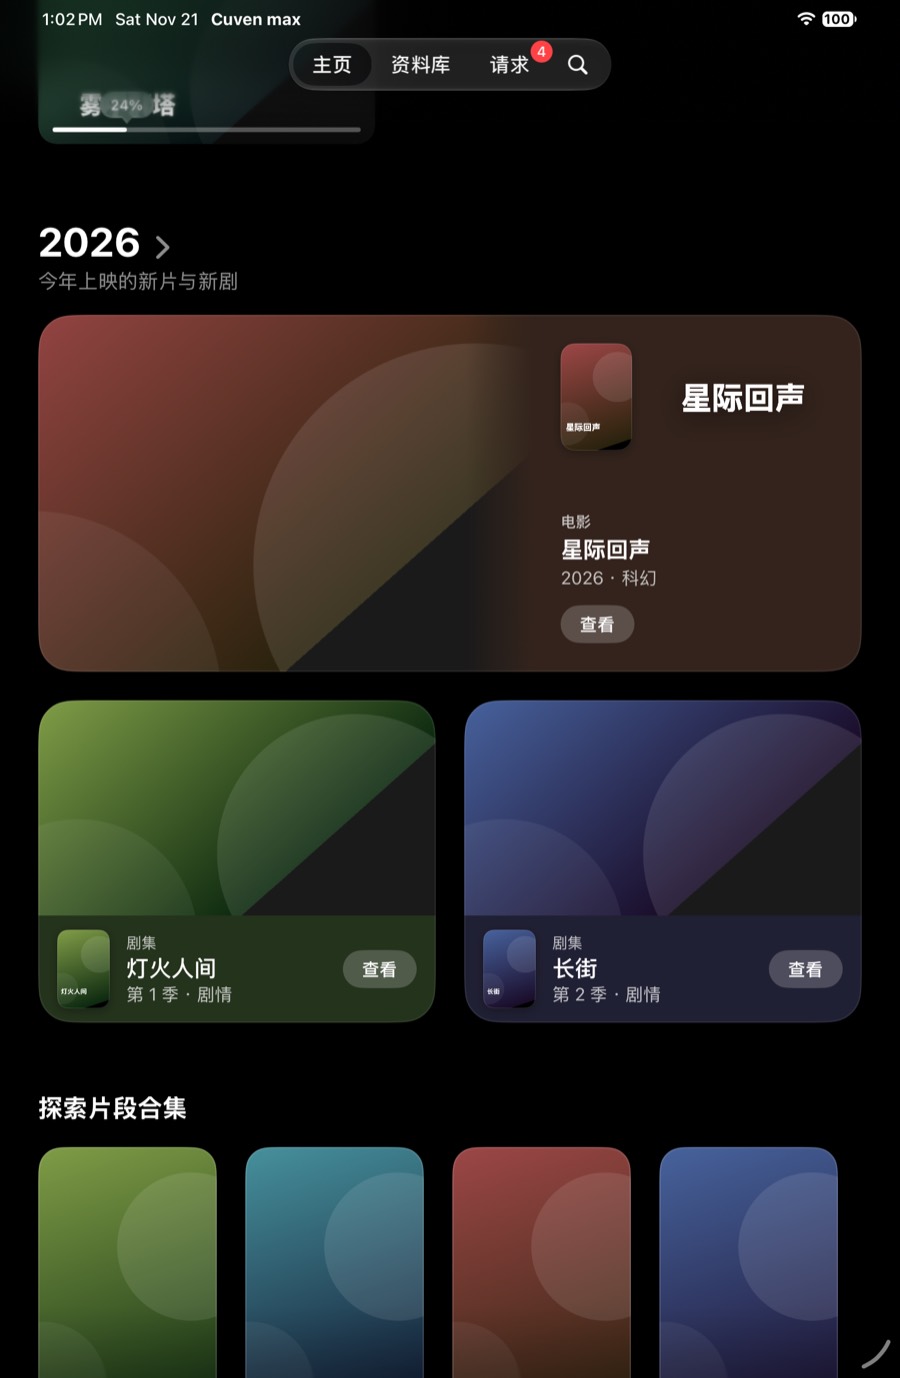 1:02 PM Sat Nov 21 Cuven max
100
主页 资料库 请求 4
雾 24% 塔
2026
今年上映的新片与新剧
星际回声
星际回声
电影
星际回声
2026 · 科幻
查看
剧集
灯火人间
灯火人间
第 1 季 · 剧情
查看
剧集
长街
长街
第 2 季 · 剧情
查看
探索片段合集